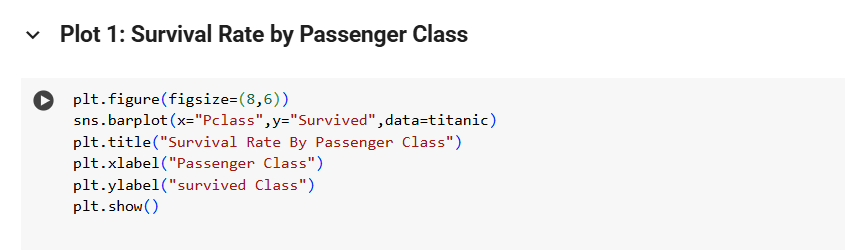 Plot 1: Survival Rate by Passenger Class
plt.figure(figsize=(8,6))
sns.barplot(x="Pclass",y="Survived",data=titanic)
plt.title("Survival Rate By Passenger Class")
plt.xlabel("Passenger Class")
plt.ylabel("survived Class")
plt.show()